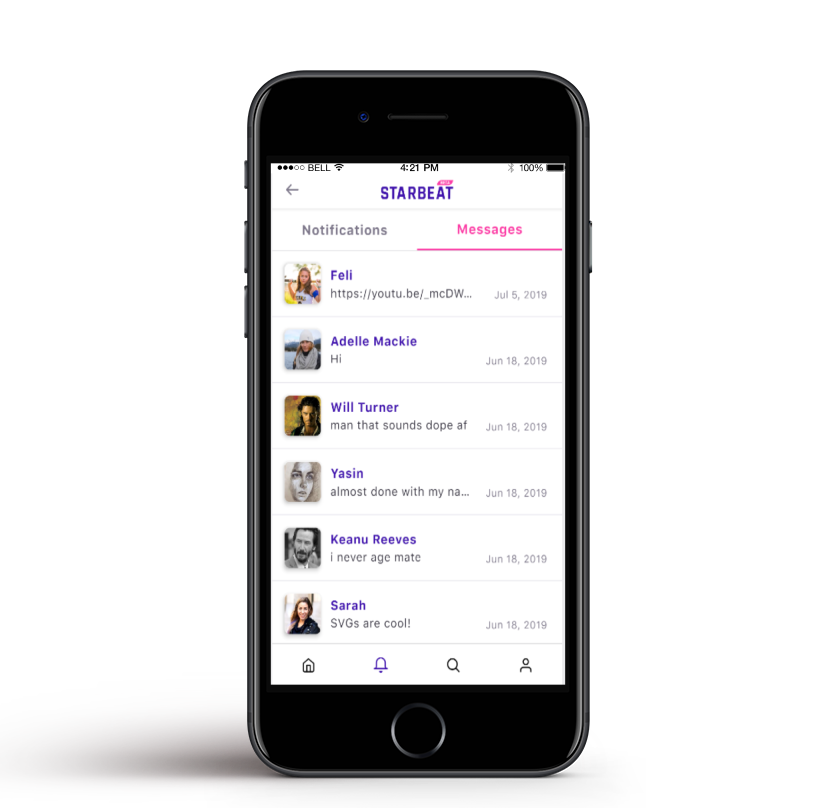 BELL 4:21 PM 100%
BETA
STARBEAT
Notifications Messages
Feli
https://youtu.be/_mcDW... Jul 5, 2019
Adelle Mackie
Hi Jun 18, 2019
Will Turner
man that sounds dope af Jun 18, 2019
Yasin
almost done with my na... Jun 18, 2019
Keanu Reeves
i never age mate Jun 18, 2019
Sarah
SVGs are cool! Jun 18, 2019